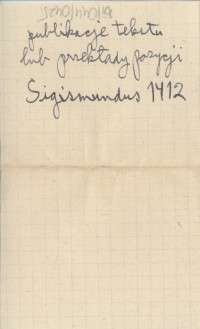 publikacje tekstu
lub przekłady pozycji
Sigismundus 1412